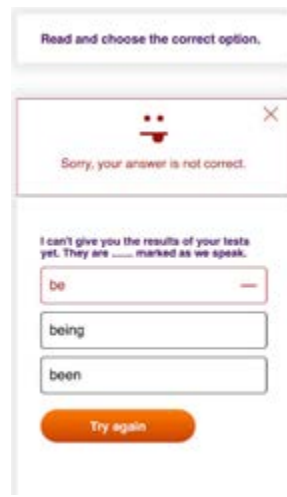 Read and choose the correct option.
Sorry, your answer is not correct.
I can't give you the results of your tests
yet. They are ...... marked as we speak.
be
being
been
Try again